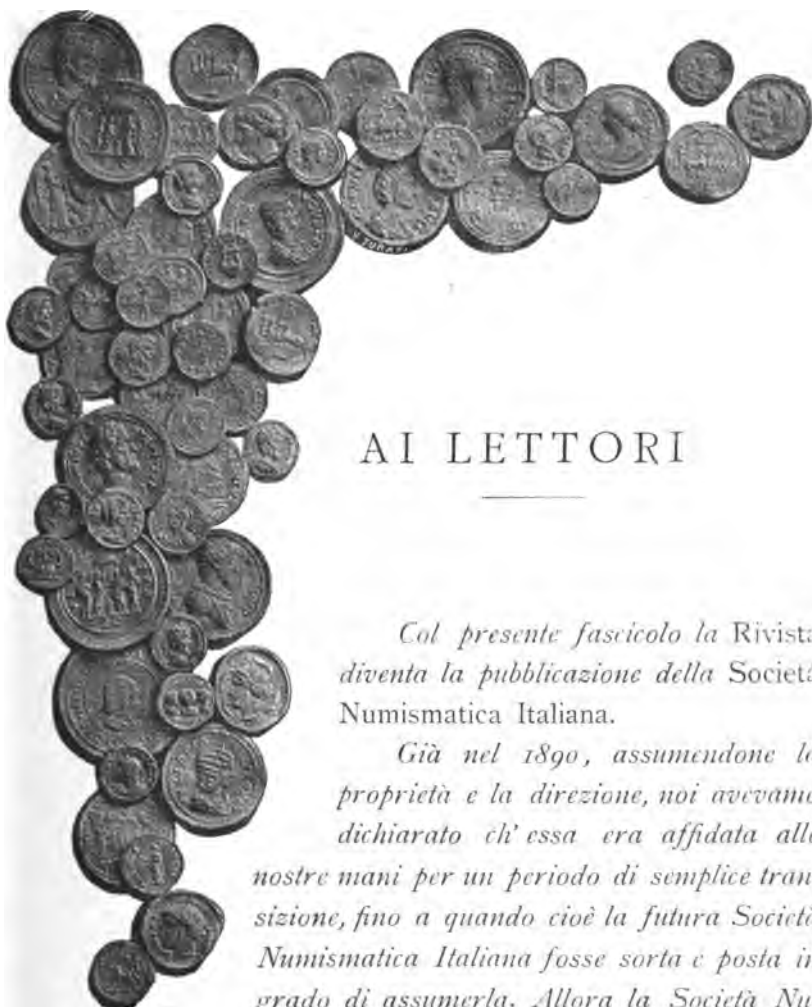 V. TURATI
AI LETTORI
Col presente fascicolo la Rivista
diventa la pubblicazione della Società
Numismatica Italiana.
Già nel 1890, assumendone la
proprietà e la direzione, noi avevamo
dichiarato ch' essa era affidata alle
nostre mani per un periodo di semplice tran
sizione, fino a quando cioè la futura Società
Numismatica Italiana fosse sorta e posta in
grado di assumerla. Allora la Società Nu